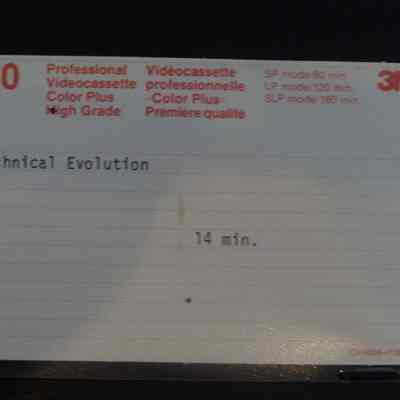 0
Professional
Videocassette
Color Plus
High Grade
Vidéocassette
professionnelle
-Color Plus-
Première qualité
SP mode:60 min.
LP mode:120 min.
SLP mode:180 min.
3M
hnical Evolution
14 min.